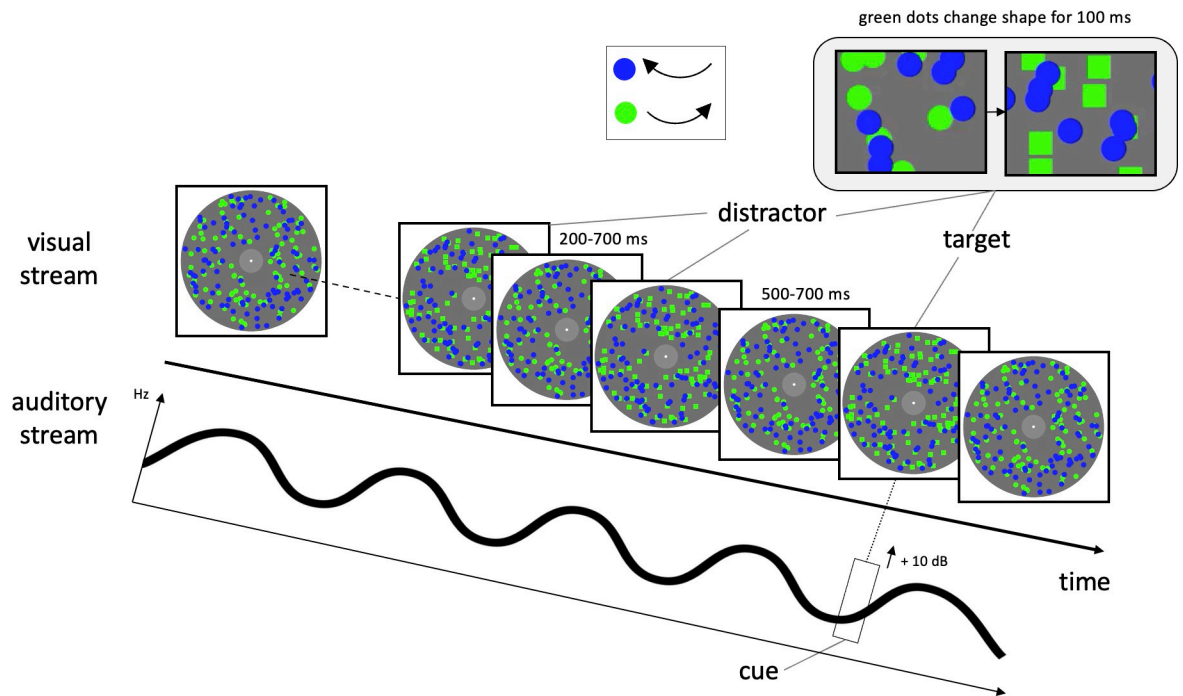 green dots change shape for 100 ms
distractor
target
200-700 ms
500-700 ms
visual
stream
auditory
stream
Hz
+ 10 dB
time
cue